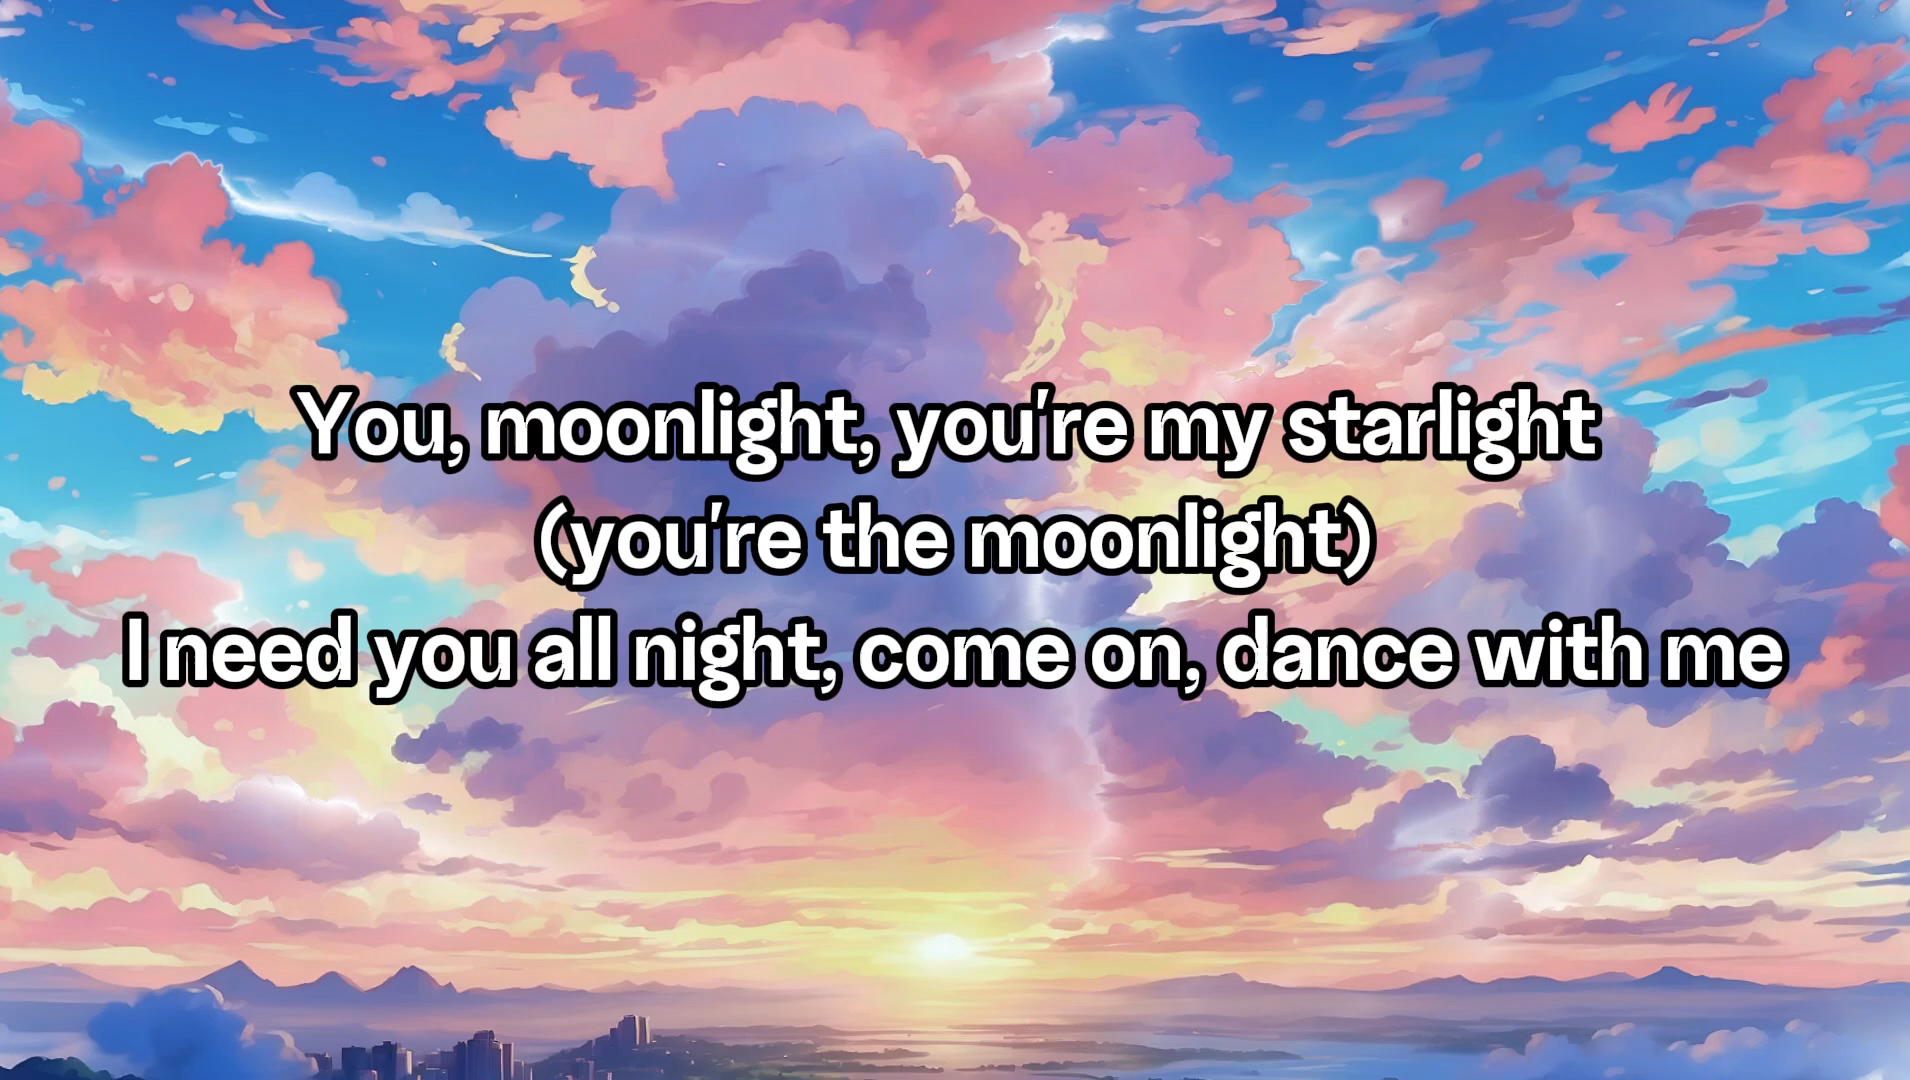 You, moonlight, you're my starlight
(you're the moonlight)
I need you all night, come on, dance with me